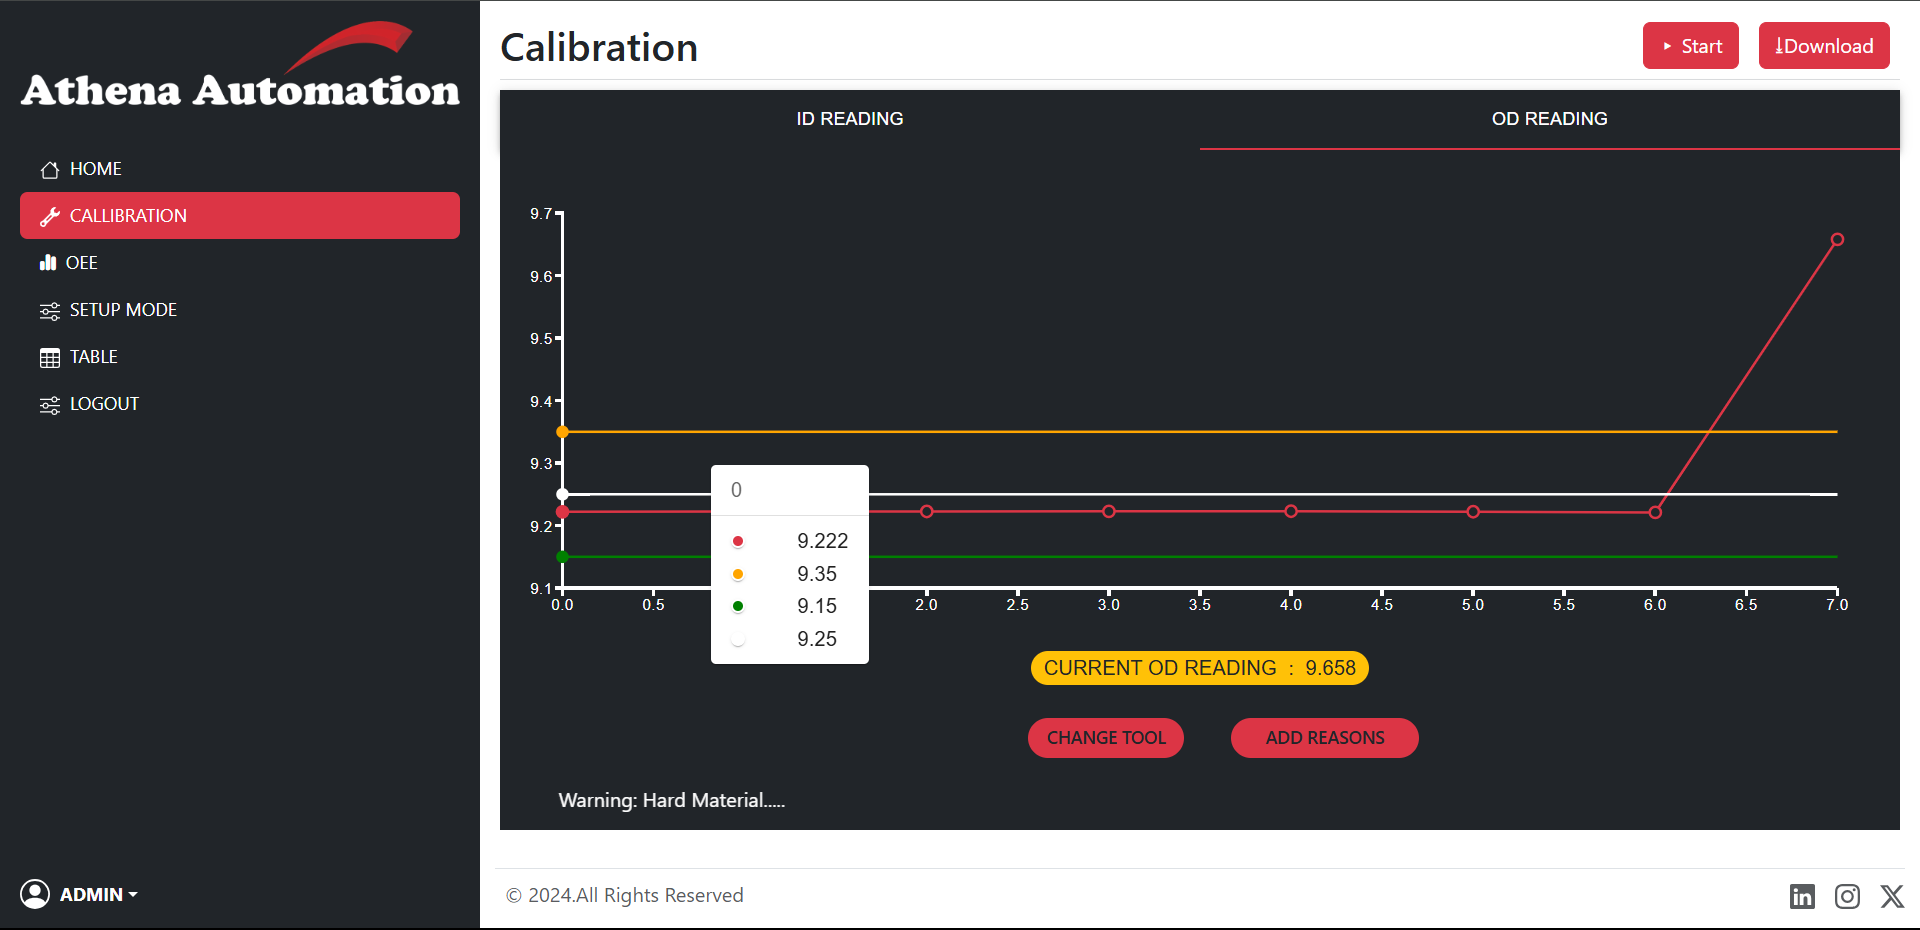 Athena Automation
HOME
CALLIBRATION
OEE
SETUP MODE
TABLE
LOGOUT
ADMIN
Calibration
Start
Download
ID READING
OD READING
9.7
9.6
9.5
9.4
9.3
9.2
9.1
0.0 0.5 2.0 2.5 3.0 3.5 4.0 4.5 5.0 5.5 6.0 6.5 7.0
0
9.222
9.35
9.15
9.25
CURRENT OD READING : 9.658
CHANGE TOOL
ADD REASONS
Warning: Hard Material.....
© 2024.All Rights Reserved